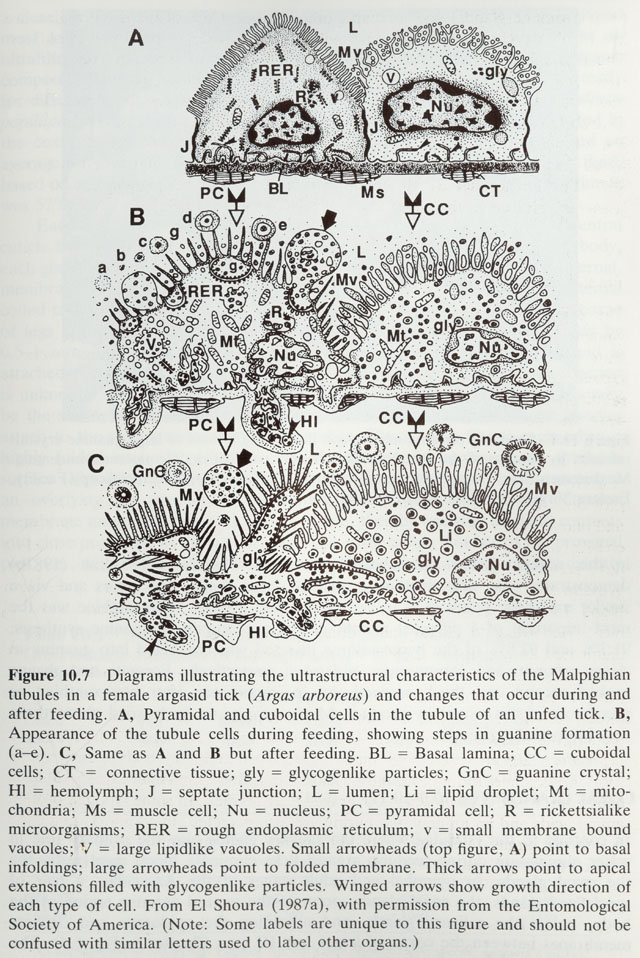 A
L
Mv
RER
V
gly
R
Nu
J
J
PC
BL
Ms
CT
CC
B
a
b
c
d
g
e
L
g
RER
Mv
R
V
Mt
Nu
Mt
gly
Nu
Hl
PC
CC
C
GnC
Mv
L
GnC
Mv
gly
Li
gly
Nu
PC
Hl
CC
Figure 10.7 Diagrams illustrating the ultrastructural characteristics of the Malpighian
tubules in a female argasid tick (Argas arboreus) and changes that occur during and
after feeding. A, Pyramidal and cuboidal cells in the tubule of an unfed tick. B,
Appearance of the tubule cells during feeding, showing steps in guanine formation
(a–e). C, Same as A and B but after feeding. BL = Basal lamina; CC = cuboidal
cells; CT = connective tissue; gly = glycogenlike particles; GnC = guanine crystal;
Hl = hemolymph; J = septate junction; L = lumen; Li = lipid droplet; Mt = mito-
chondria; Ms = muscle cell; Nu = nucleus; PC = pyramidal cell; R = rickettsialike
microorganisms; RER = rough endoplasmic reticulum; v = small membrane bound
vacuoles; V = large lipidlike vacuoles. Small arrowheads (top figure, A) point to basal
infoldings; large arrowheads point to folded membrane. Thick arrows point to apical
extensions filled with glycogenlike particles. Winged arrows show growth direction of
each type of cell. From El Shoura (1987a), with permission from the Entomological
Society of America. (Note: Some labels are unique to this figure and should not be
confused with similar letters used to label other organs.)